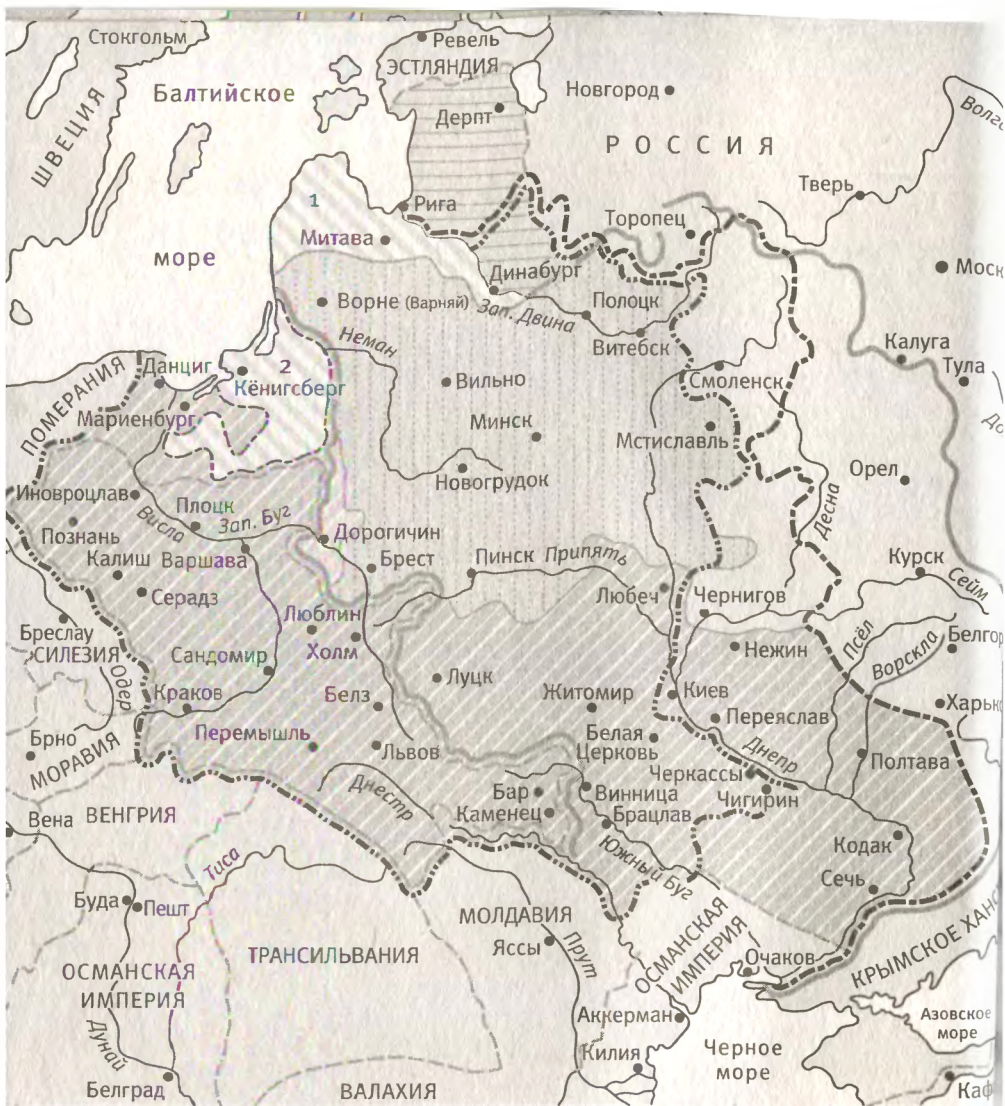 Стокгольм
ШВЕЦИЯ
Балтийское
море
Ревель
ЭСТЛЯНДИЯ
Дерпт
Новгород
РОССИЯ
Тверь
1
Рига
Митава
Торопец
Динабург
Полоцк
Зап. Двина
Витебск
Ворне (Варняй)
Неман
Калуга
Тула
2
Кёнигсберг
Данциг
ПОМЕРАНИЯ
Мариенбург
Вильно
Минск
Новогрудок
Смоленск
Мстиславль
Орел
Десна
Иновроцлав
Плоцк
Висла
Зап. Буг
Познань
Калиш
Варшава
Дорогичин
Брест
Пинск
Припять
Любеч
Чернигов
Курск
Сейм
Серадз
Люблин
Холм
Бреслау
СИЛЕЗИЯ
Одер
Сандомир
Краков
Белз
Луцк
Житомир
Киев
Нежин
Псёл
Ворскла
Переяслав
Брно
МОРАВИЯ
Перемышль
Львов
Белая
Церковь
Днепр
Полтава
Черкассы
Чигирин
Вена
ВЕНГРИЯ
Днестр
Бар
Каменец
Винница
Брацлав
Южный Буг
Кодак
Сечь
Тиса
Буда
Пешт
МОЛДАВИЯ
Яссы
Прут
ОСМАНСКАЯ
ИМПЕРИЯ
Очаков
ТРАНСИЛЬВАНИЯ
ОСМАНСКАЯ
ИМПЕРИЯ
Дунай
Белград
ВАЛАХИЯ
Аккерман
Килия
Черное
море
КРЫМСКОЕ
Азовское
море